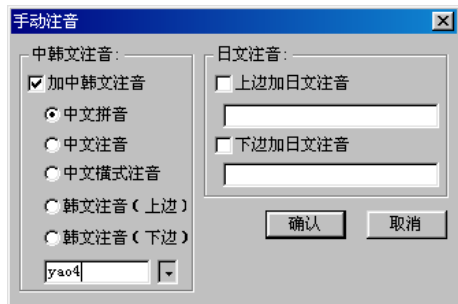 手动注音
中韩文注音:
加中韩文注音
中文拼音
中文注音
中文橫式注音
韩文注音(上边)
韩文注音(下边)
yao4
日文注音:
上边加日文注音
下边加日文注音
确认
取消